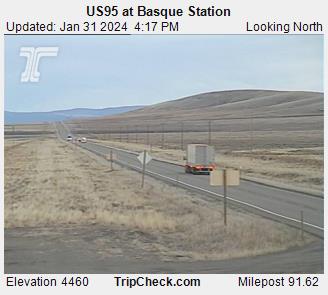 US95 at Basque Station
Updated: Jan 31 2024 4:17 PM Looking North
Elevation 4460 TripCheck.com Milepost 91.62